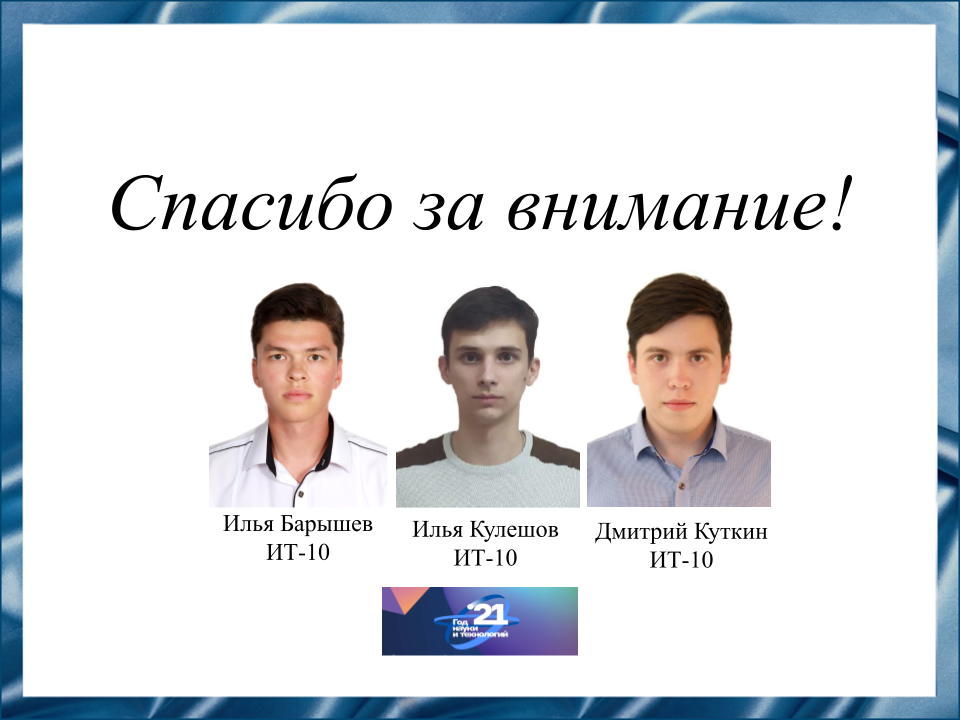 Спасибо за внимание!
Илья Барышев
ИТ-10
Илья Кулешов
ИТ-10
Дмитрий Куткин
ИТ-10
'21
Год
науки
и технологий